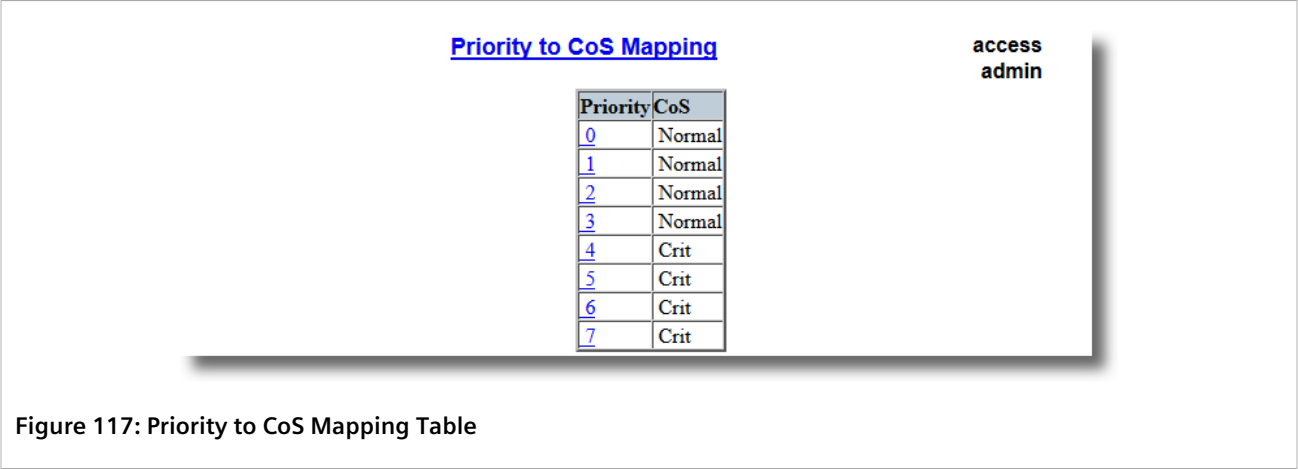 Priority to CoS Mapping
access
admin
Priority CoS
0 Normal
1 Normal
2 Normal
3 Normal
4 Crit
5 Crit
6 Crit
7 Crit
Figure 117: Priority to CoS Mapping Table